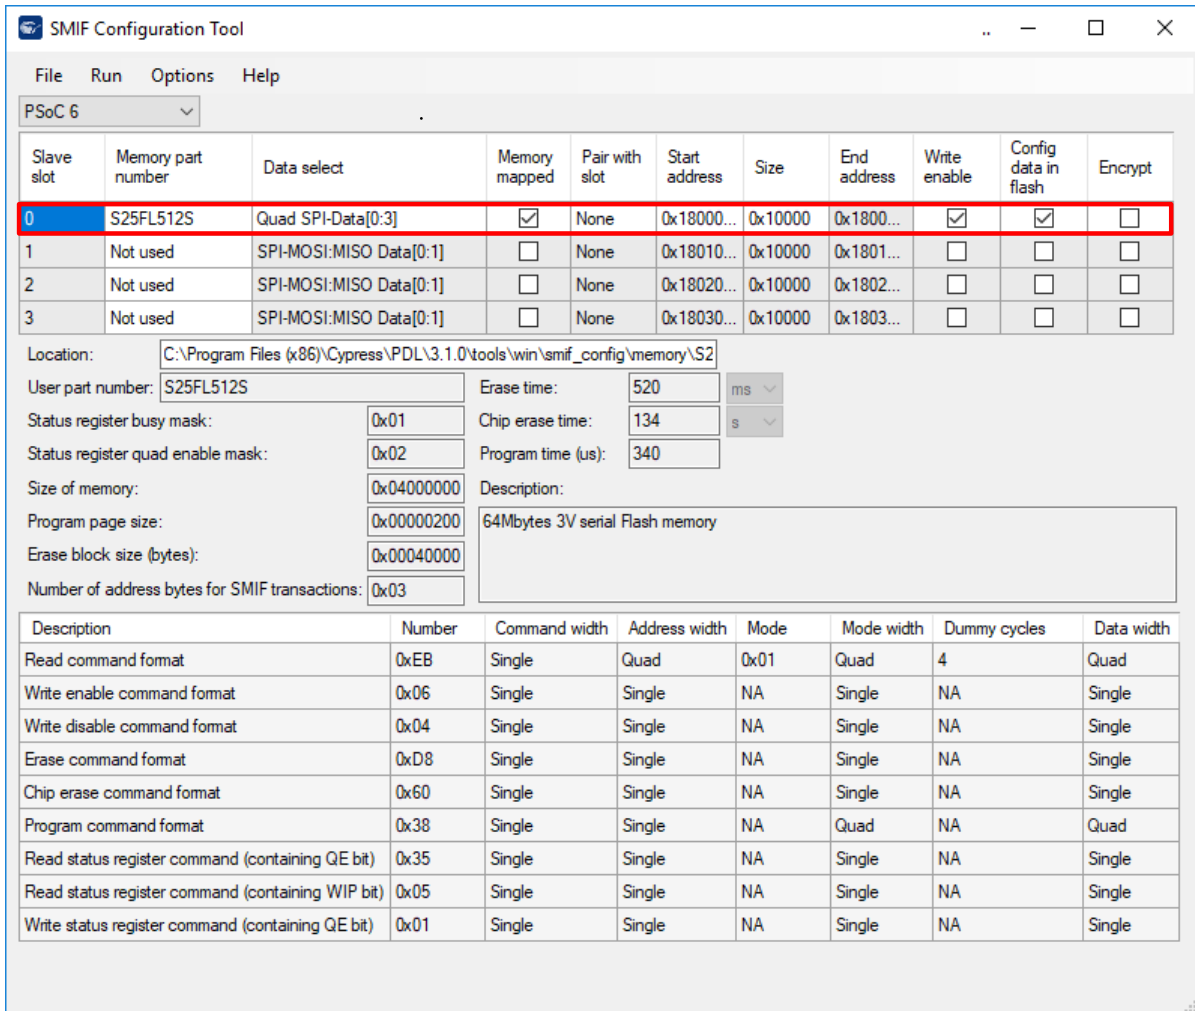 SMIF Configuration Tool
File Run Options Help
PSoC 6
Slave slot Memory part number Data select Memory mapped Pair with slot Start address Size End address Write enable Config data in flash Encrypt
0 S25FL512S Quad SPI-Data[0:3] None 0x18000... 0x10000 0x1800...
1 Not used SPI-MOSI:MISO Data[0:1] None 0x18010... 0x10000 0x1801...
2 Not used SPI-MOSI:MISO Data[0:1] None 0x18020... 0x10000 0x1802...
3 Not used SPI-MOSI:MISO Data[0:1] None 0x18030... 0x10000 0x1803...
Location: C:\Program Files (x86)\Cypress\PDL\3.1.0\tools\win\smif_config\memory\S2
User part number: S25FL512S Erase time: 520 ms
Status register busy mask: 0x01 Chip erase time: 134 s
Status register quad enable mask: 0x02 Program time (us): 340
Size of memory: 0x04000000 Description:
Program page size: 0x00000200 64Mbytes 3V serial Flash memory
Erase block size (bytes): 0x00040000
Number of address bytes for SMIF transactions: 0x03
Description Number Command width Address width Mode Mode width Dummy cycles Data width
Read command format 0xEB Single Quad 0x01 Quad 4 Quad
Write enable command format 0x06 Single Single NA Single NA Single
Write disable command format 0x04 Single Single NA Single NA Single
Erase command format 0xD8 Single Single NA Single NA Single
Chip erase command format 0x60 Single Single NA Single NA Single
Program command format 0x38 Single Single NA Quad NA Quad
Read status register command (containing QE bit) 0x35 Single Single NA Single NA Single
Read status register command (containing WIP bit) 0x05 Single Single NA Single NA Single
Write status register command (containing QE bit) 0x01 Single Single NA Single NA Single